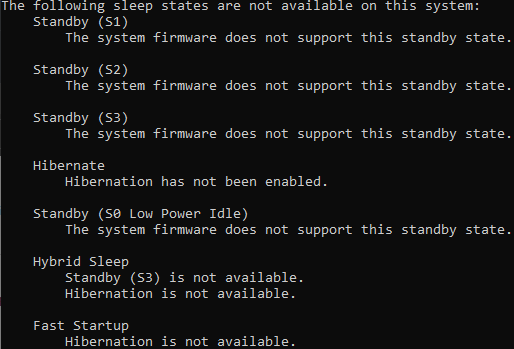 The following sleep states are not available on this system:
Standby (S1)
The system firmware does not support this standby state.
Standby (S2)
The system firmware does not support this standby state.
Standby (S3)
The system firmware does not support this standby state.
Hibernate
Hibernation has not been enabled.
Standby (S0 Low Power Idle)
The system firmware does not support this standby state.
Hybrid Sleep
Standby (S3) is not available.
Hibernation is not available.
Fast Startup
Hibernation is not available.